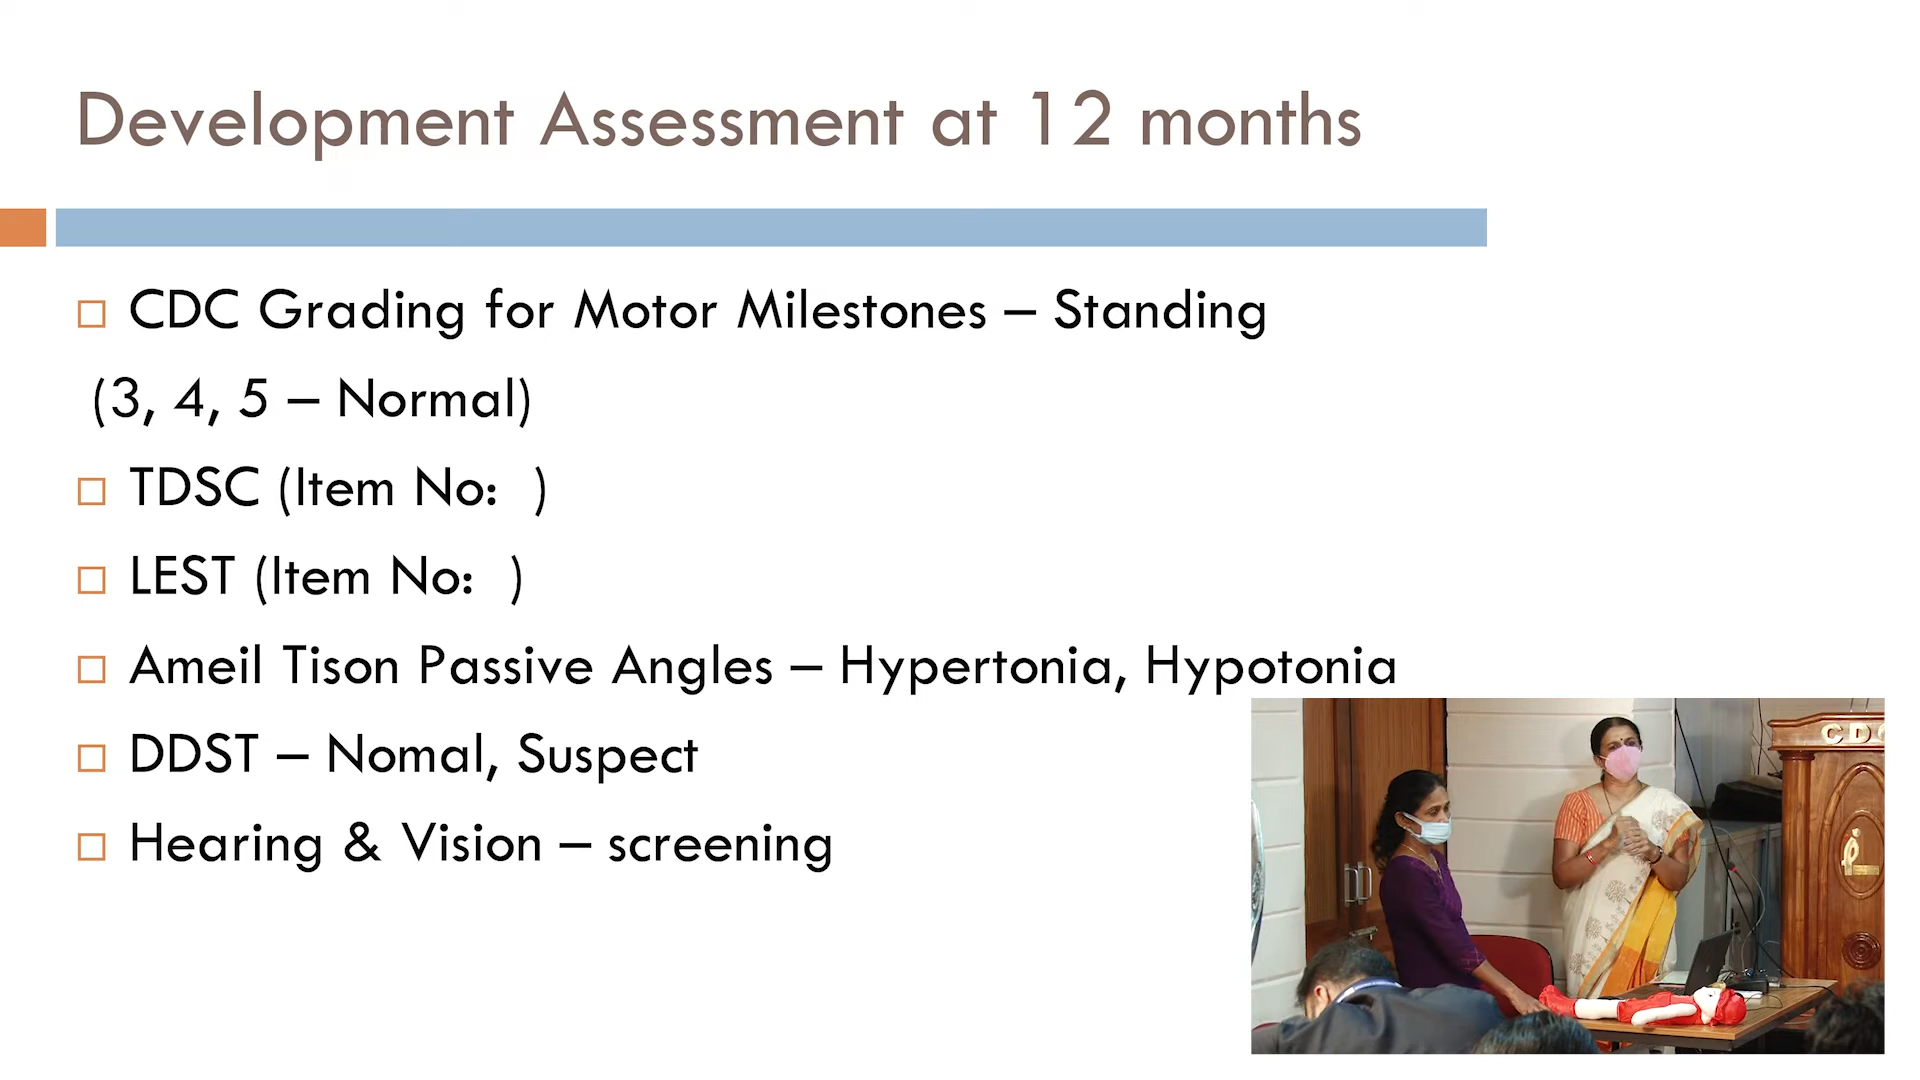 Development Assessment at 12 months
CDC Grading for Motor Milestones – Standing
(3, 4, 5 – Normal)
TDSC (Item No:  )
LEST (Item No:  )
Ameil Tison Passive Angles – Hypertonia, Hypotonia
DDST – Nomal, Suspect
Hearing & Vision – screening
CDC